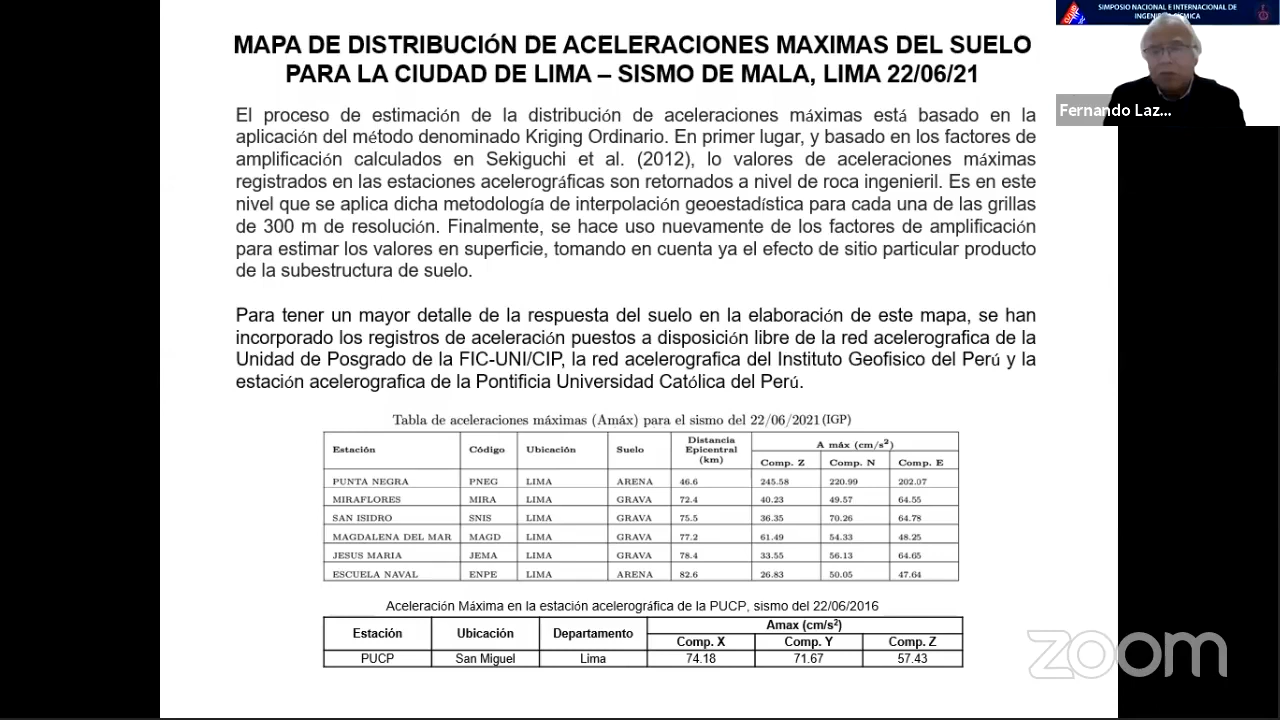 SIMPOSIO NACIONAL E INTERNACIONAL DE
Fernando Laz...
MAPA DE DISTRIBUCIÓN DE ACELERACIONES MAXIMAS DEL SUELO
PARA LA CIUDAD DE LIMA – SISMO DE MALA, LIMA 22/06/21
El proceso de estimación de la distribución de aceleraciones máximas está basado en la
aplicación del método denominado Kriging Ordinario. En primer lugar, y basado en los factores de
amplificación calculados en Sekiguchi et al. (2012), lo valores de aceleraciones máximas
registrados en las estaciones acelerográficas son retornados a nivel de roca ingenieril. Es en este
nivel que se aplica dicha metodología de interpolación geoestadística para cada una de las grillas
de 300 m de resolución. Finalmente, se hace uso nuevamente de los factores de amplificación
para estimar los valores en superficie, tomando en cuenta ya el efecto de sitio particular producto
de la subestructura de suelo.
Para tener un mayor detalle de la respuesta del suelo en la elaboración de este mapa, se han
incorporado los registros de aceleración puestos a disposición libre de la red acelerografica de la
Unidad de Posgrado de la FIC-UNI/CIP, la red acelerografica del Instituto Geofisico del Perú y la
estación acelerografica de la Pontificia Universidad Católica del Perú.
Tabla de aceleraciones máximas (Amáx) para el sismo del 22/06/2021 (IGP)
Estación Código Ubicación Suelo Distancia Epicentral (km) A máx (cm/s²)
Comp. Z Comp. N Comp. E
PUNTA NEGRA PNEG LIMA ARENA 46.6 245.58 220.99 202.07
MIRAFLORES MIRA LIMA GRAVA 72.4 40.23 49.57 64.55
SAN ISIDRO SNIS LIMA GRAVA 75.5 36.35 70.26 64.78
MAGDALENA DEL MAR MAGD LIMA GRAVA 77.2 61.49 54.33 48.25
JESUS MARIA JEMA LIMA GRAVA 78.4 33.55 56.13 64.65
ESCUELA NAVAL ENPE LIMA ARENA 82.6 26.83 50.05 47.64
Aceleración Máxima en la estación acelerográfica de la PUCP, sismo del 22/06/2016
Estación Ubicación Departamento Amax (cm/s²)
Comp. X Comp. Y Comp. Z
PUCP San Miguel Lima 74.18 71.67 57.43
zoom